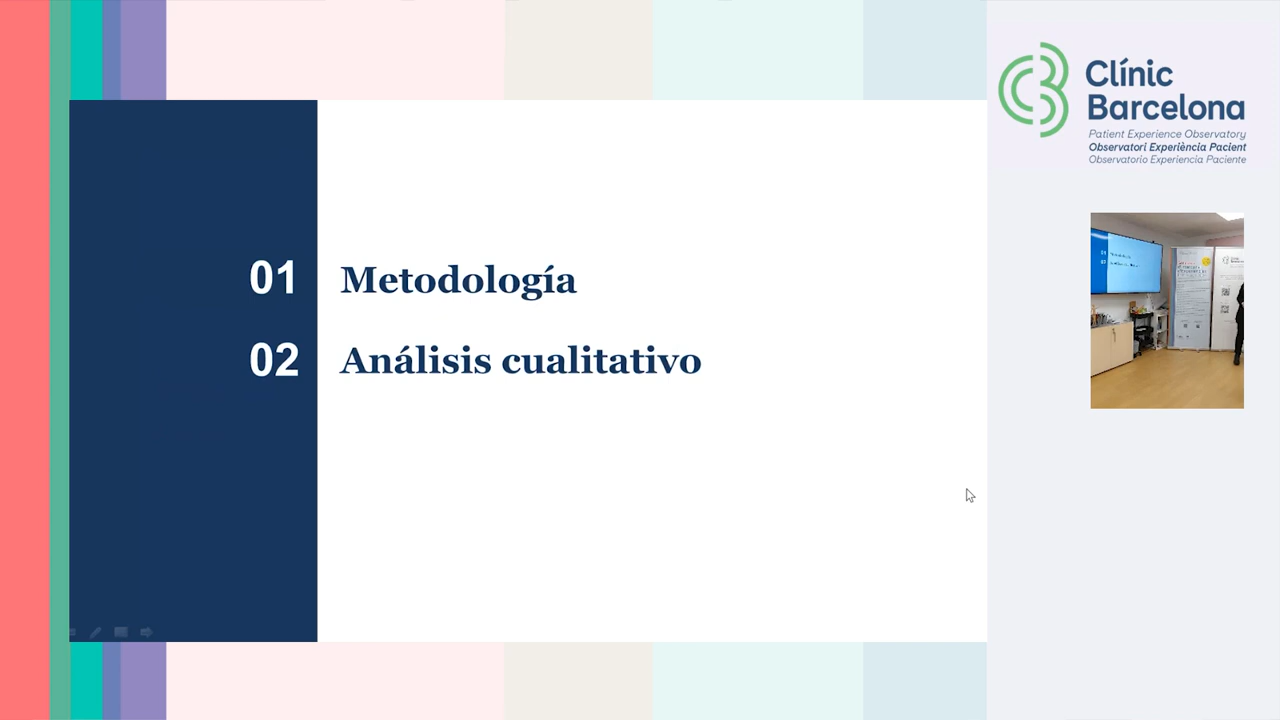 01 Metodología
02 Análisis cualitativo
Clínic
Barcelona
Patient Experience Observatory
Observatori Experiència Pacient
Observatorio Experiencia Paciente